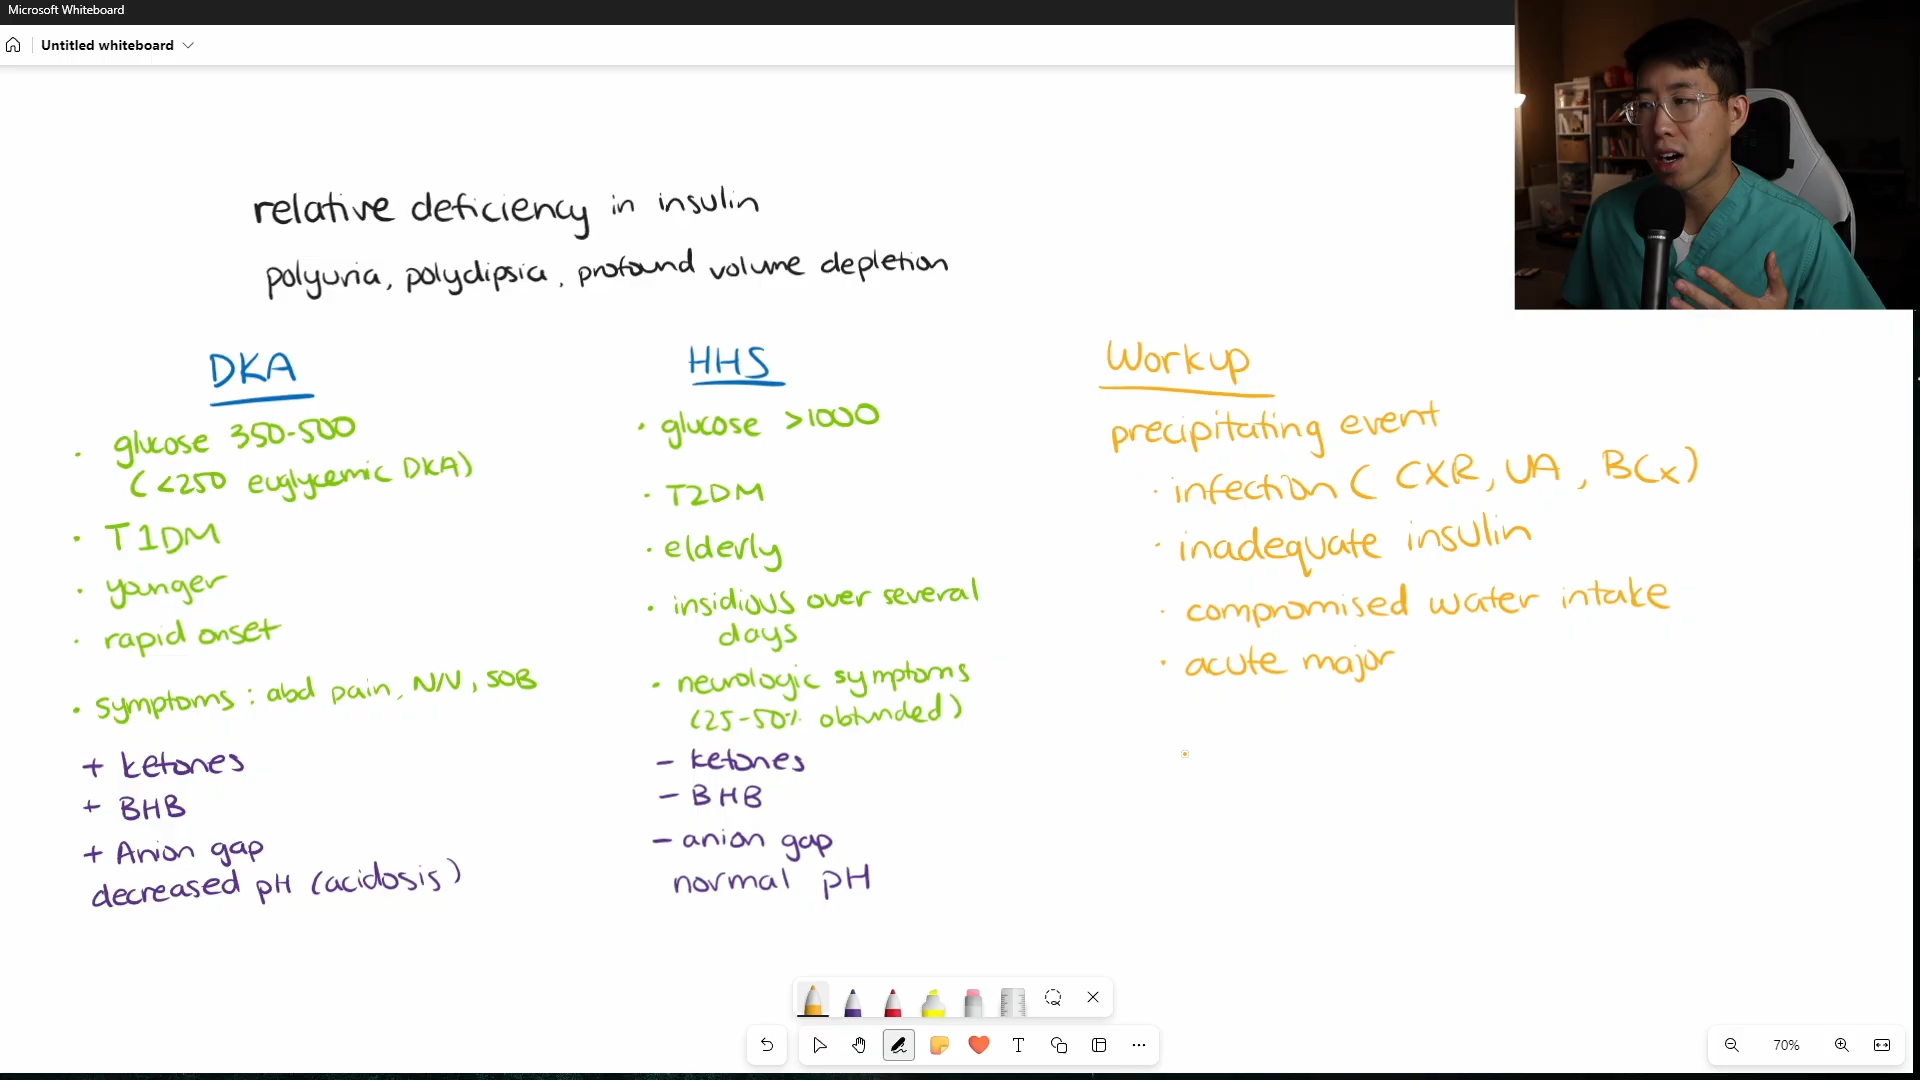 Microsoft Whiteboard
Untitled whiteboard
relative deficiency in insulin
polyuria, polydipsia, profound volume depletion
DKA
• glucose 350-500
(<250 euglycemic DKA)
• T1DM
• younger
• rapid onset
• symptoms : abd pain, N/V, SOB
+ ketones
+ BHB
+ Anion gap
decreased pH (acidosis)
HHS
• glucose >1000
• T2DM
• elderly
• insidious over several
days
• neurologic symptoms
(25-50% obtunded)
- ketones
- BHB
- anion gap
normal pH
Workup
precipitating event
• infection ( CXR, UA, BCx)
• inadequate insulin
• compromised water intake
• acute major
70%